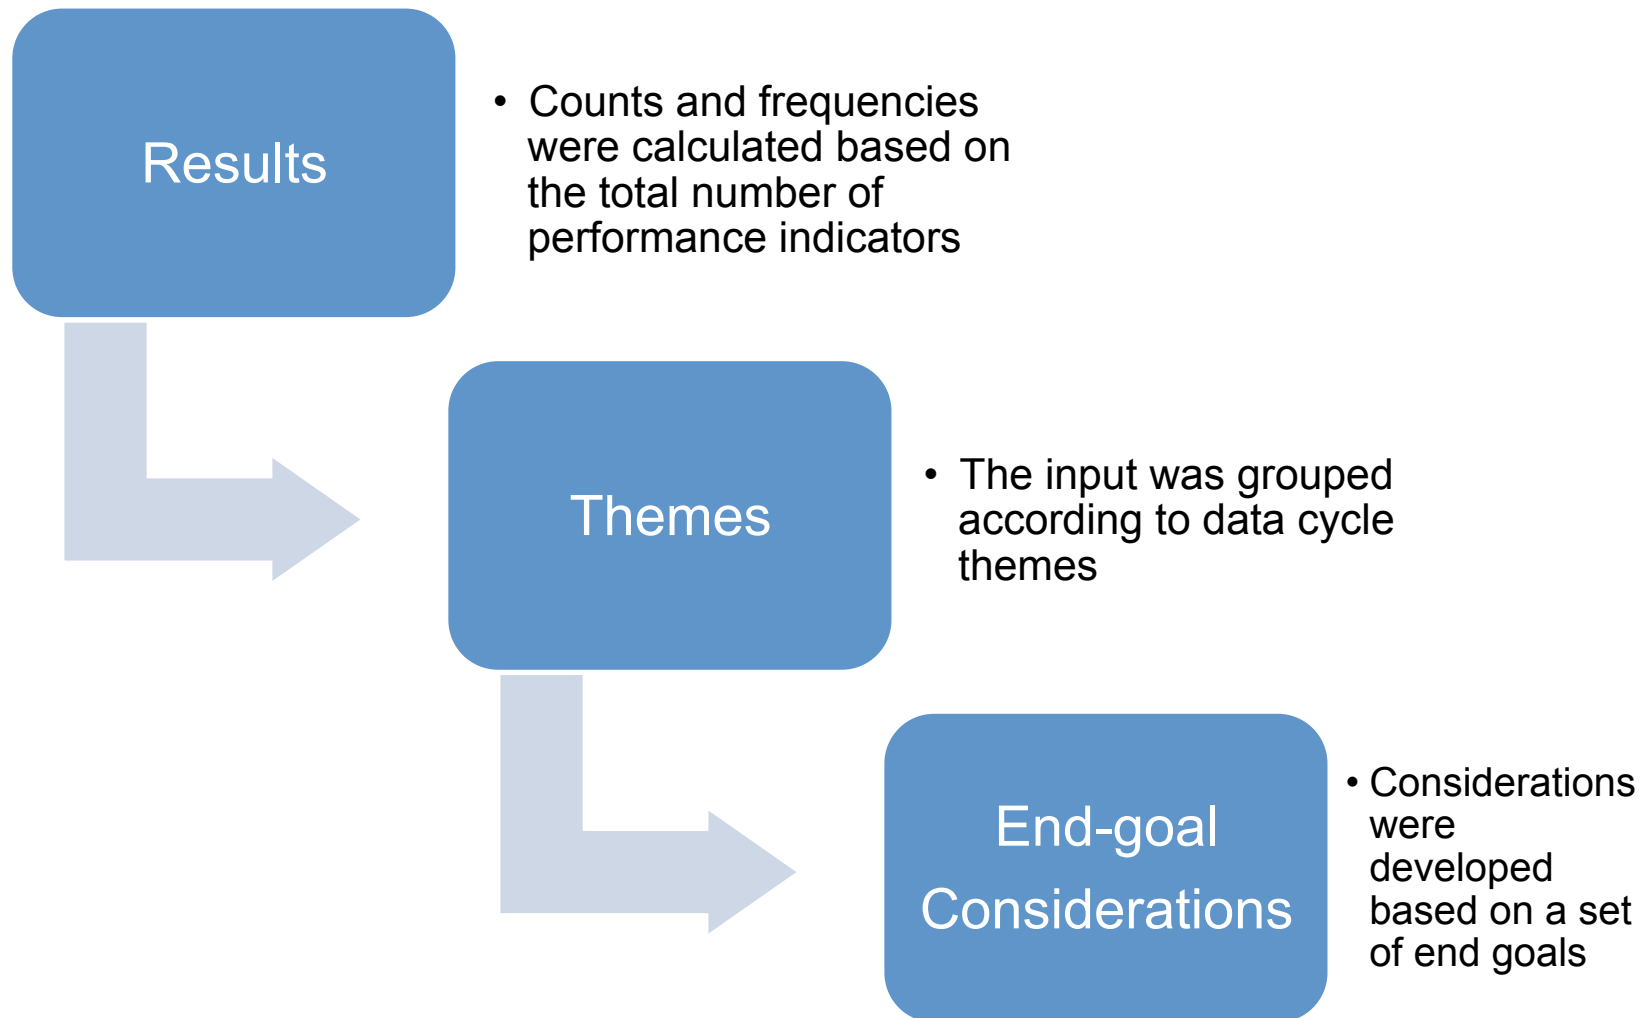 Results
• Counts and frequencies
were calculated based on
the total number of
performance indicators
Themes
• The input was grouped
according to data cycle
themes
End-goal
Considerations
• Considerations
were
developed
based on a set
of end goals